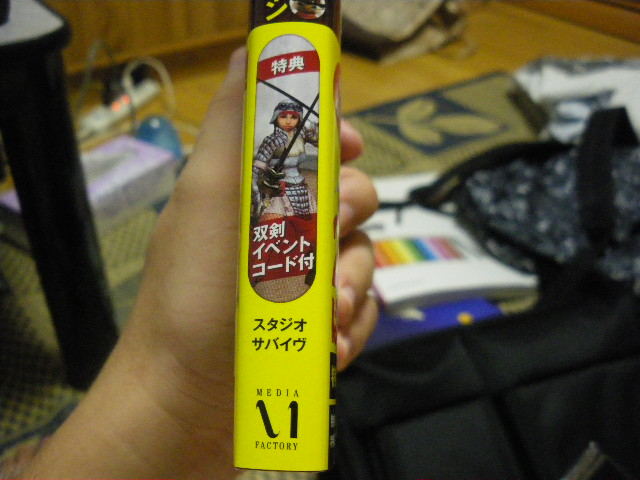 ジ
特典
双剣
イベント
コード付
スタジオ
サバイヴ
MEDIA
FACTORY